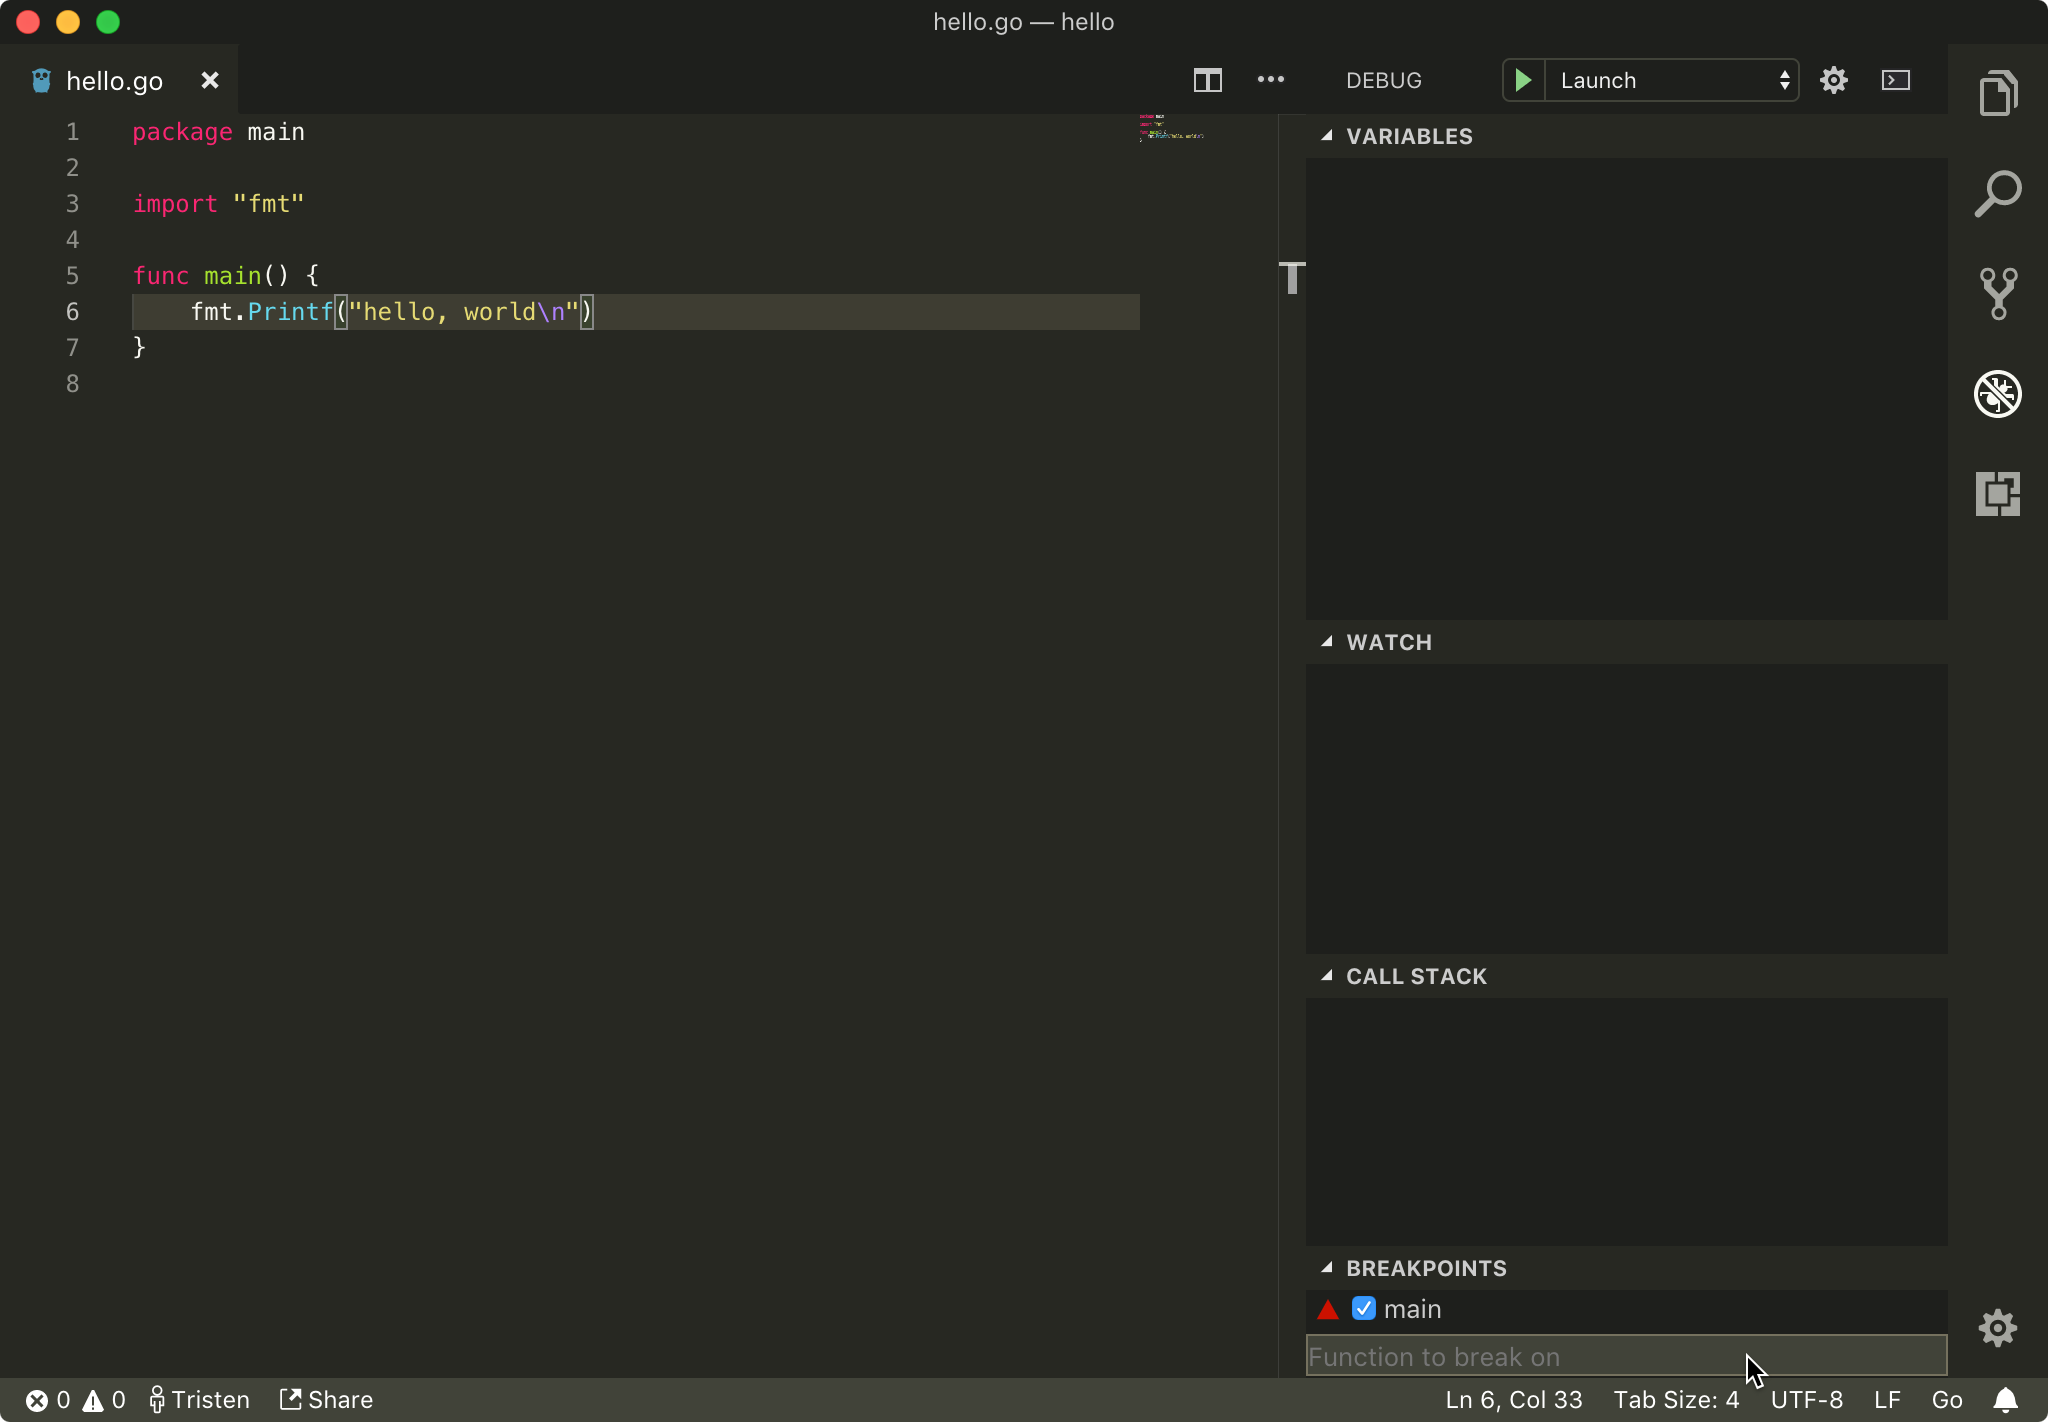 hello.go — hello
hello.go
DEBUG Launch
1 package main
2
3 import "fmt"
4
5 func main() {
6     fmt.Printf("hello, world\n")
7 }
8
VARIABLES
WATCH
CALL STACK
BREAKPOINTS
main
Function to break on
0 0 Tristen Share Ln 6, Col 33 Tab Size: 4 UTF-8 LF Go